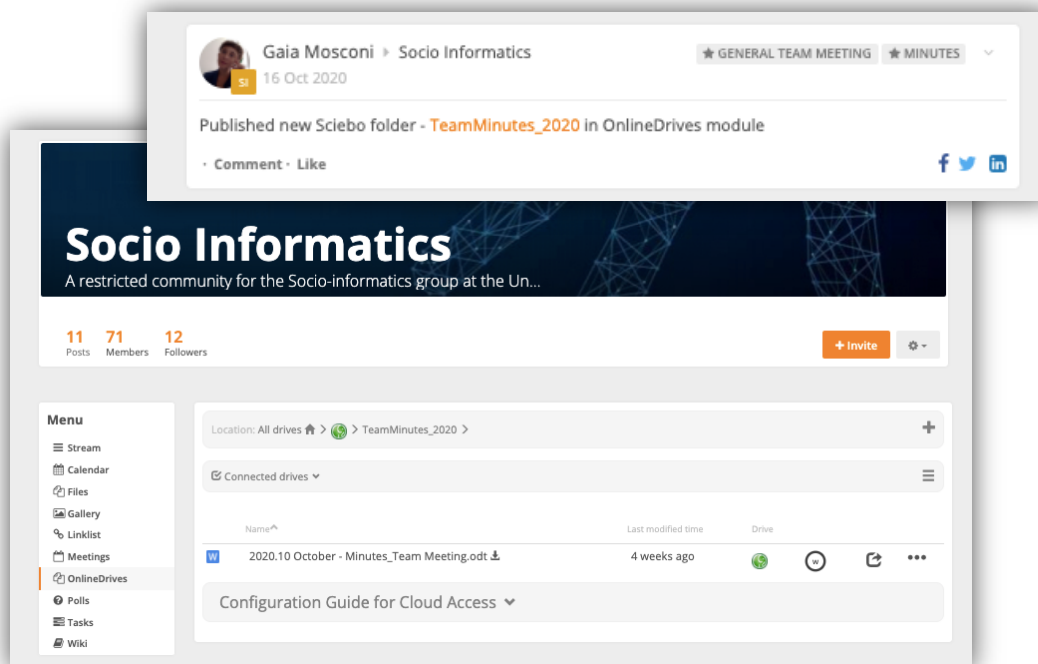 Gaia Mosconi Socio Informatics
GENERAL TEAM MEETING MINUTES
SI
16 Oct 2020
Published new Sciebo folder - TeamMinutes_2020 in OnlineDrives module
· Comment · Like
Socio Informatics
A restricted community for the Socio-informatics group at the Un...
11 71 12
Posts Members Followers
+ Invite
Menu
Stream
Calendar
Files
Gallery
Linklist
Meetings
OnlineDrives
Polls
Tasks
Wiki
Location: All drives > > TeamMinutes_2020 >
Connected drives
Name Last modified time Drive
W 2020.10 October - Minutes_Team Meeting.odt 4 weeks ago W
Configuration Guide for Cloud Access